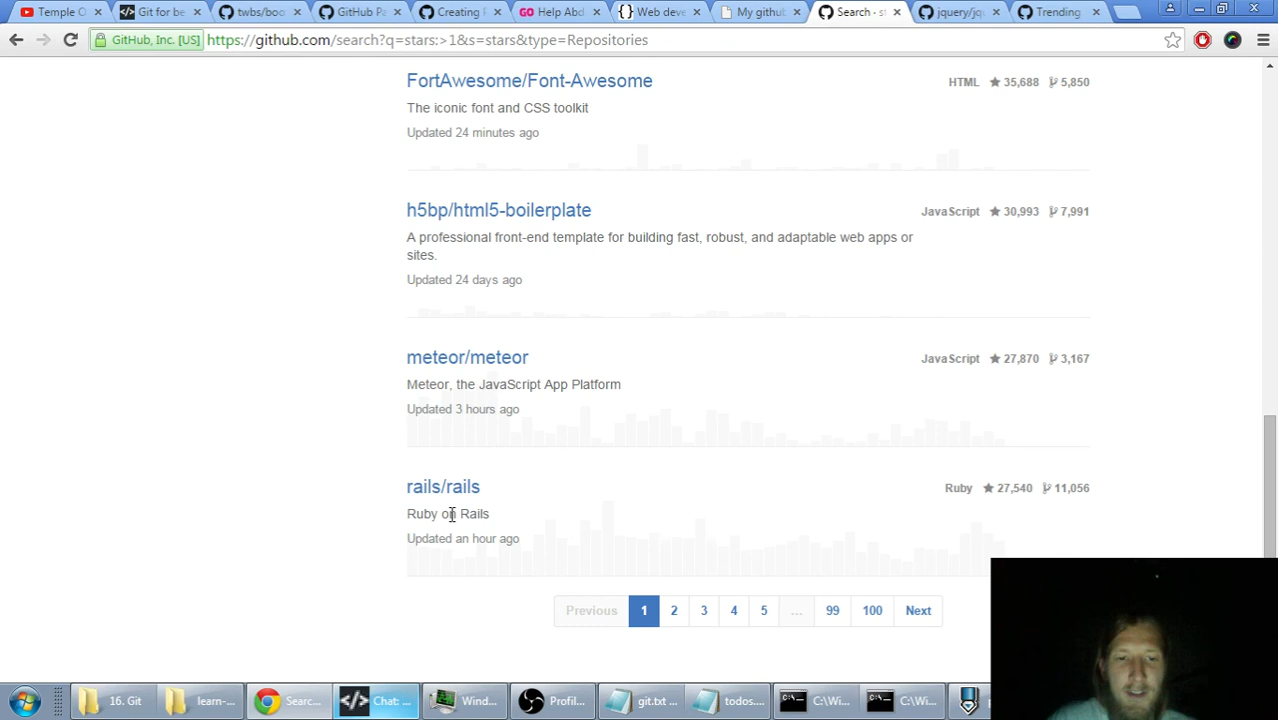 Temple O
Git for be
twbs/boo
GitHub Pa
Creating P
Help Abd
Web deve
My github
Search - st
jquery/jq
Trending
GitHub, Inc. [US]
https://github.com/search?q=stars:>1&s=stars&type=Repositories
FortAwesome/Font-Awesome
HTML 35,688 5,850
The iconic font and CSS toolkit
Updated 24 minutes ago
h5bp/html5-boilerplate
JavaScript 30,993 7,991
A professional front-end template for building fast, robust, and adaptable web apps or
sites.
Updated 24 days ago
meteor/meteor
JavaScript 27,870 3,167
Meteor, the JavaScript App Platform
Updated 3 hours ago
rails/rails
Ruby 27,540 11,056
Ruby on Rails
Updated an hour ago
Previous 1 2 3 4 5 ... 99 100 Next
16. Git
learn-...
Searc...
Chat: ...
Wind...
Profil...
git.txt ...
todos....
C:\Wi...
C:\Wi...